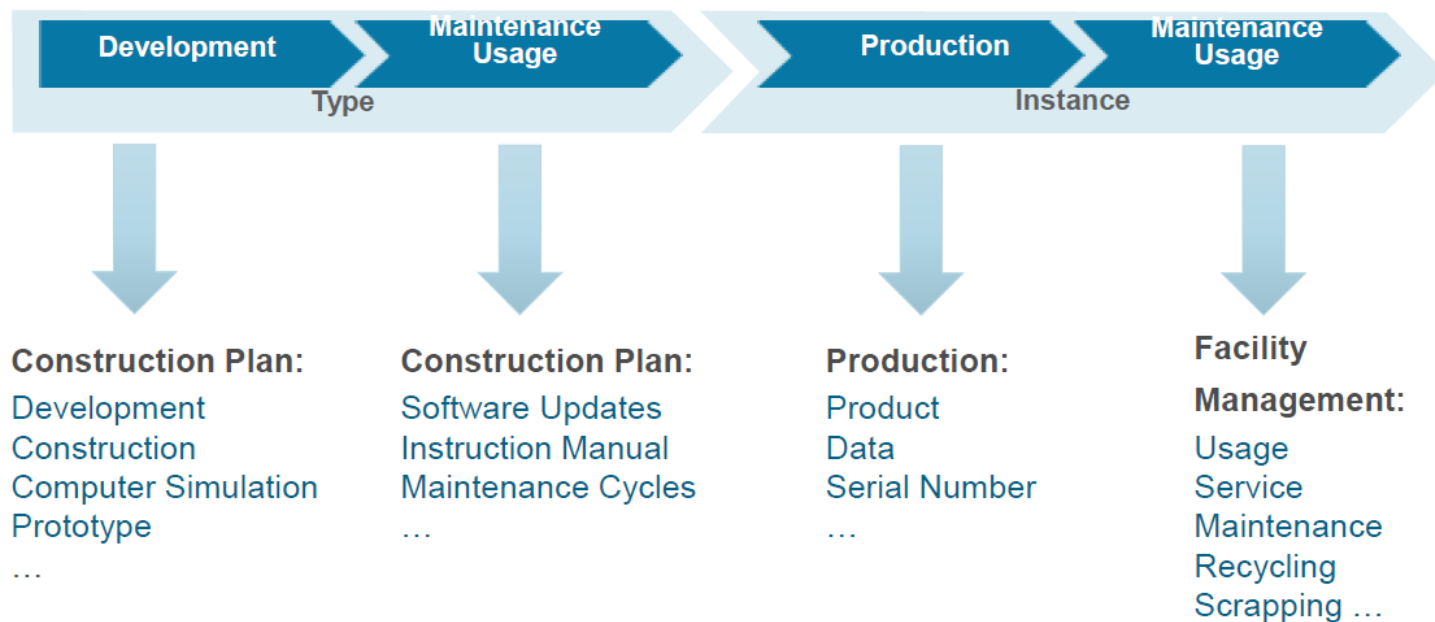 Development
Maintenance
Usage
Production
Maintenance
Usage
Type
Instance
Construction Plan:
Development
Construction
Computer Simulation
Prototype
…
Construction Plan:
Software Updates
Instruction Manual
Maintenance Cycles
…
Production:
Product
Data
Serial Number
…
Facility
Management:
Usage
Service
Maintenance
Recycling
Scrapping …